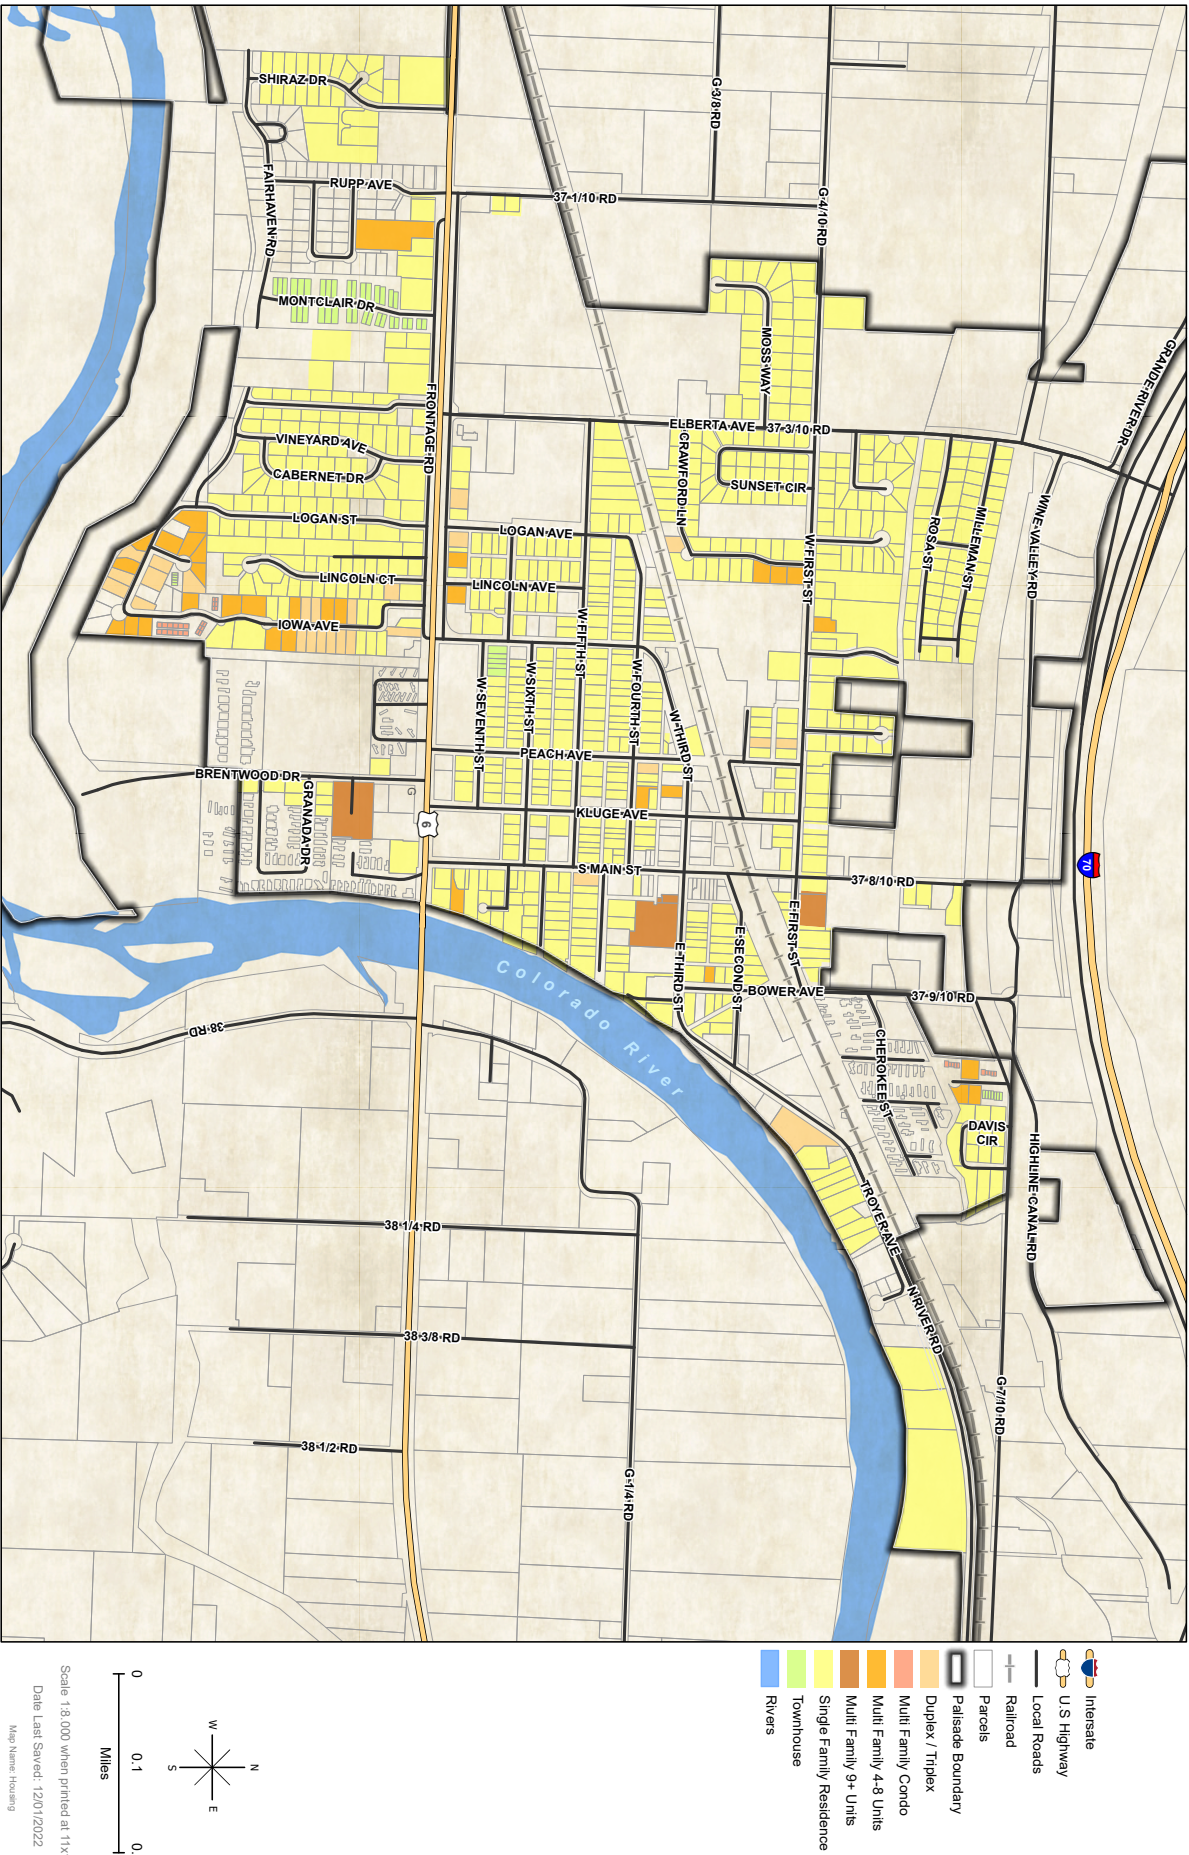 SHIRAZ DR
FAIRHAVEN RD
RUPP AVE
MONTCLAIR DR
FRONTAGE RD
VINEYARD AVE
CABERNET DR
LOGAN ST
LINCOLN CT
IOWA AVE
BRENTWOOD DR
GRANADA DR
G
6
37 1/10 RD
G 3/8 RD
G 4/10 RD
MOSS WAY
ELBERTA AVE
37 3/10 RD
CRAWFORD LN
SUNSET CIR
LOGAN AVE
LINCOLN AVE
W FIRST ST
ROSA ST
MILLEMAN ST
WINE VALLEY RD
GRANDE RIVER DR
W FIFTH ST
W SIXTH ST
W SEVENTH ST
W FOURTH ST
W THIRD ST
PEACH AVE
KLUGE AVE
S MAIN ST
37 8/10 RD
70
E FIRST ST
E SECOND ST
E THIRD ST
BOWER AVE
37 9/10 RD
CHEROKEE ST
DAVIS
CIR
HIGHLINE CANAL RD
TROYER AVE
N RIVER RD
G 7/10 RD
Colorado River
38 RD
38 1/4 RD
38 3/8 RD
38 1/2 RD
G 1/4 RD
Intersate
U.S Highway
Local Roads
Railroad
Parcels
Palisade Boundary
Duplex / Triplex
Multi Family Condo
Multi Family 4-8 Units
Multi Family 9+ Units
Single Family Residence
Townhouse
Rivers
N
W
E
S
0 0.1 0.
Miles
Scale 1:8,000 when printed at 11x
Date Last Saved: 12/01/2022
Map Name: Housing